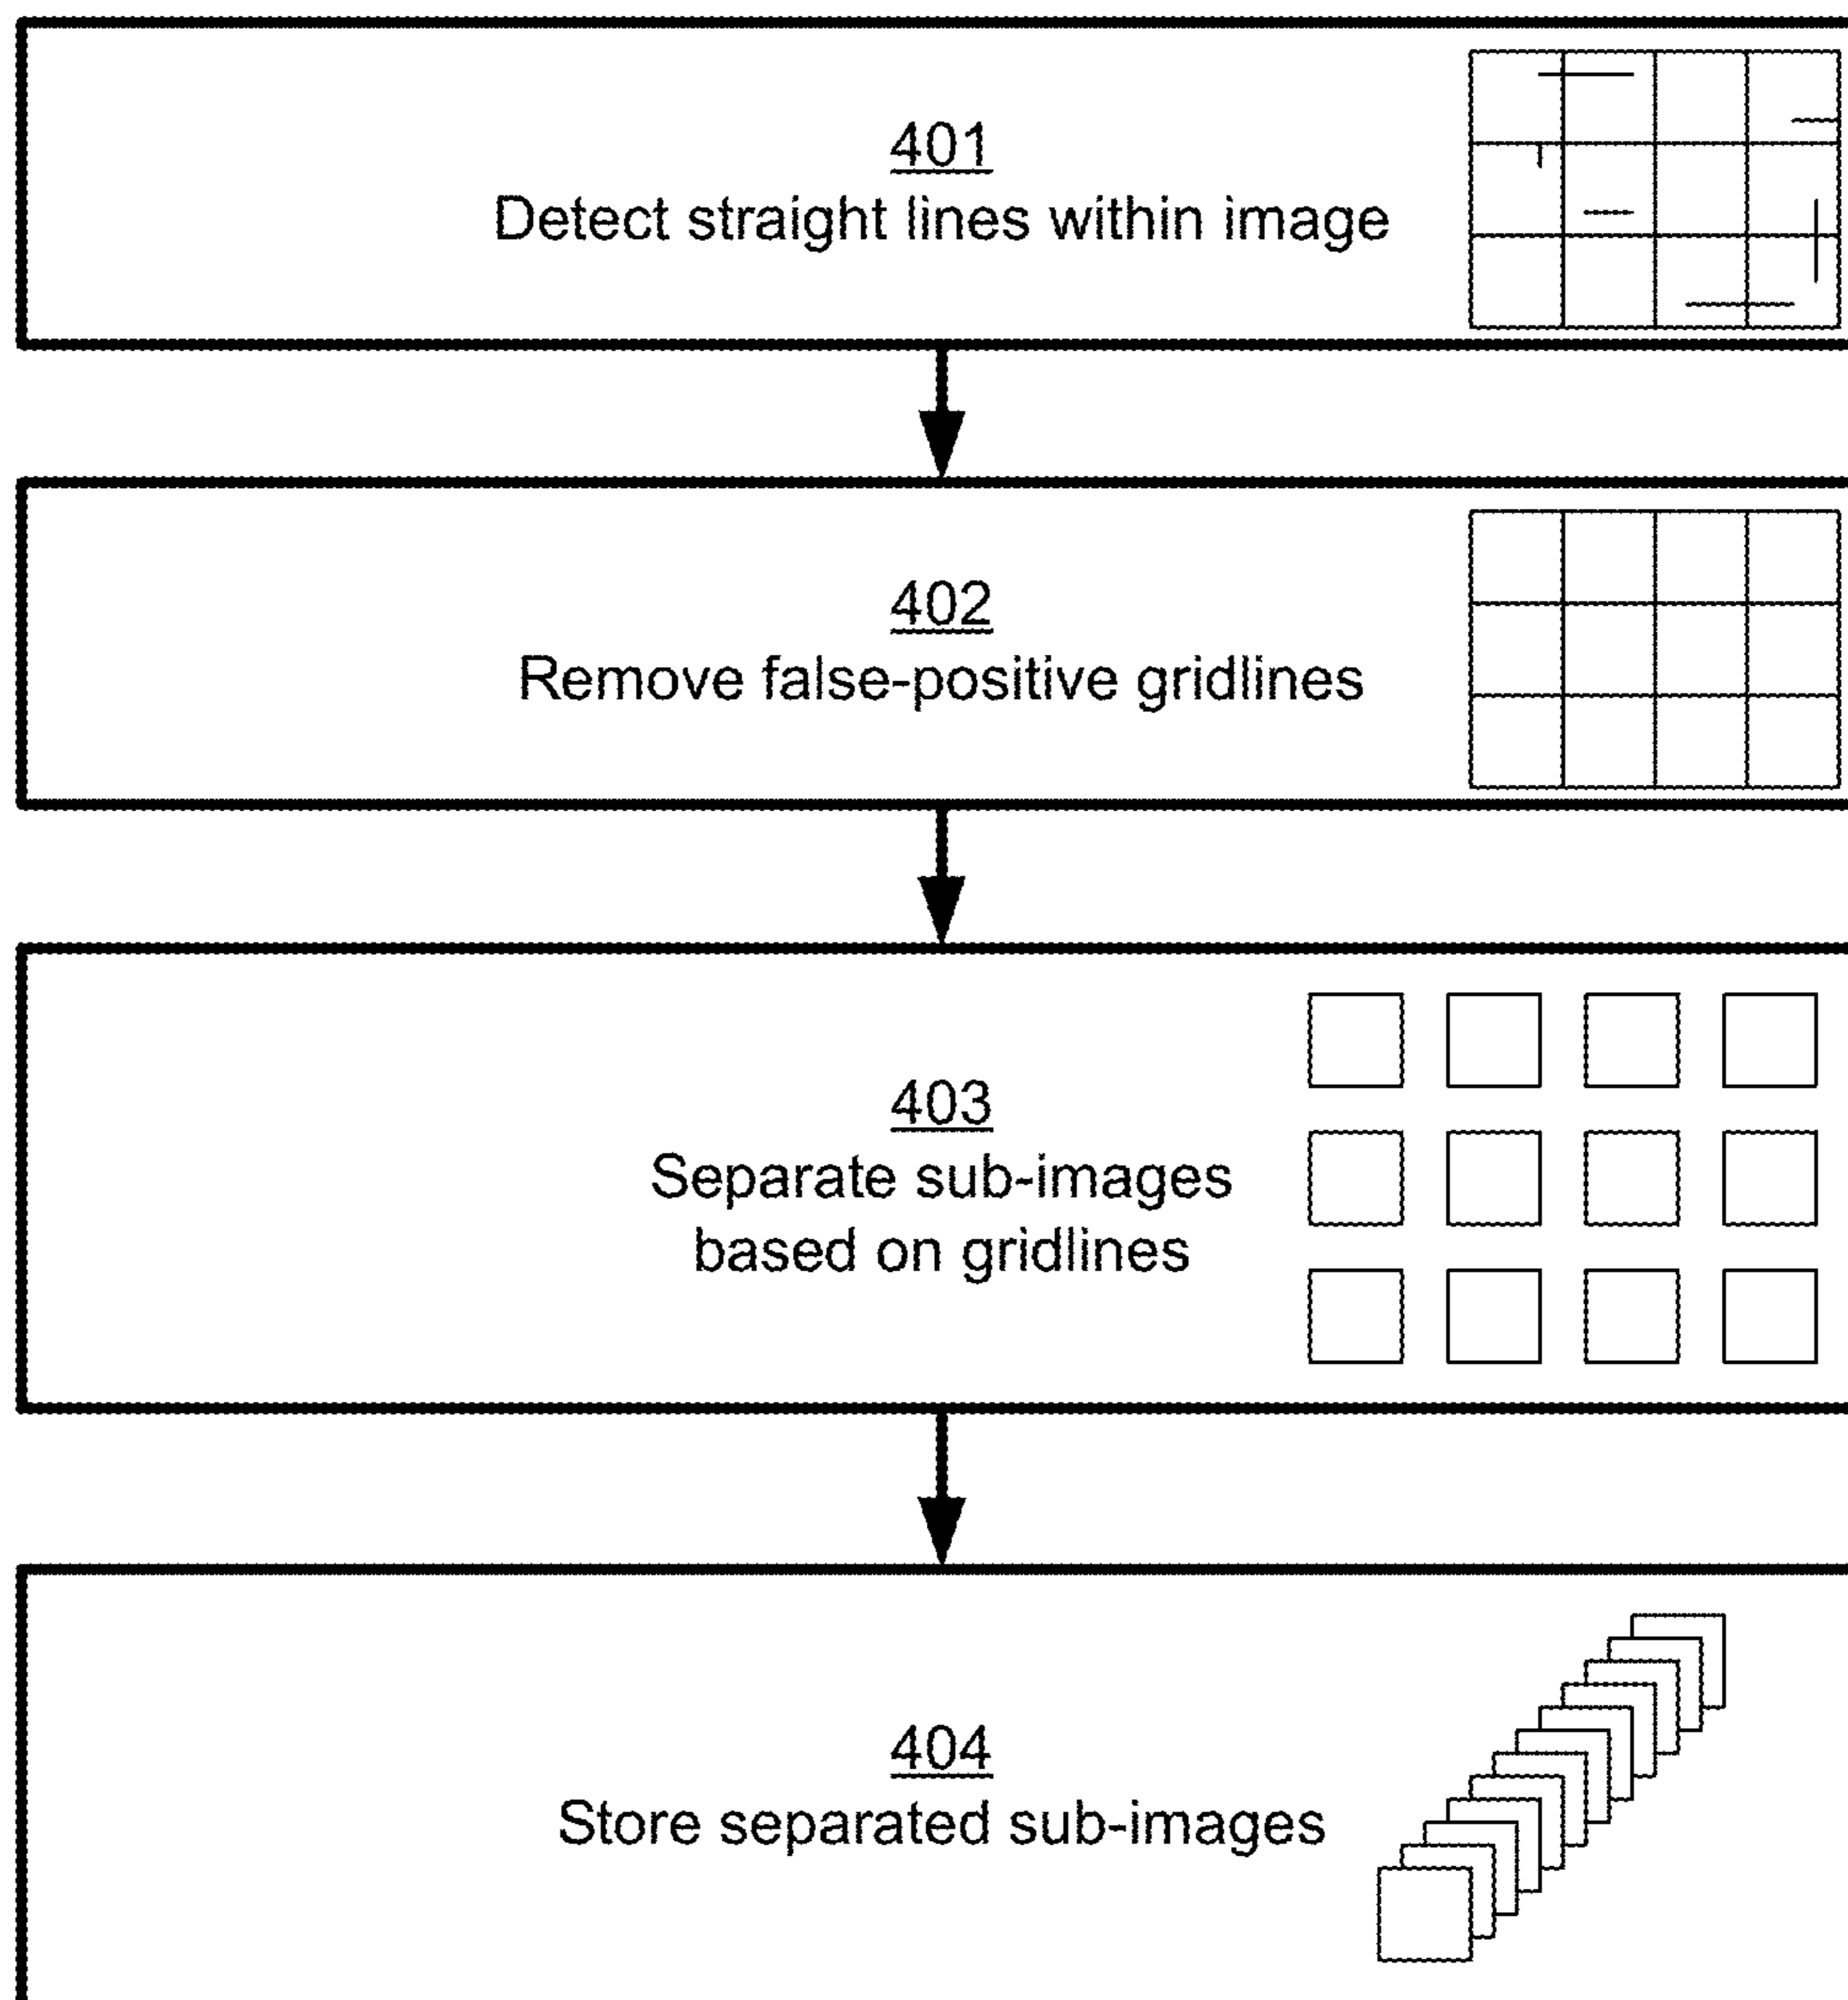 401
Detect straight lines within image
402
Remove false-positive gridlines
403
Separate sub-images
based on gridlines
404
Store separated sub-images